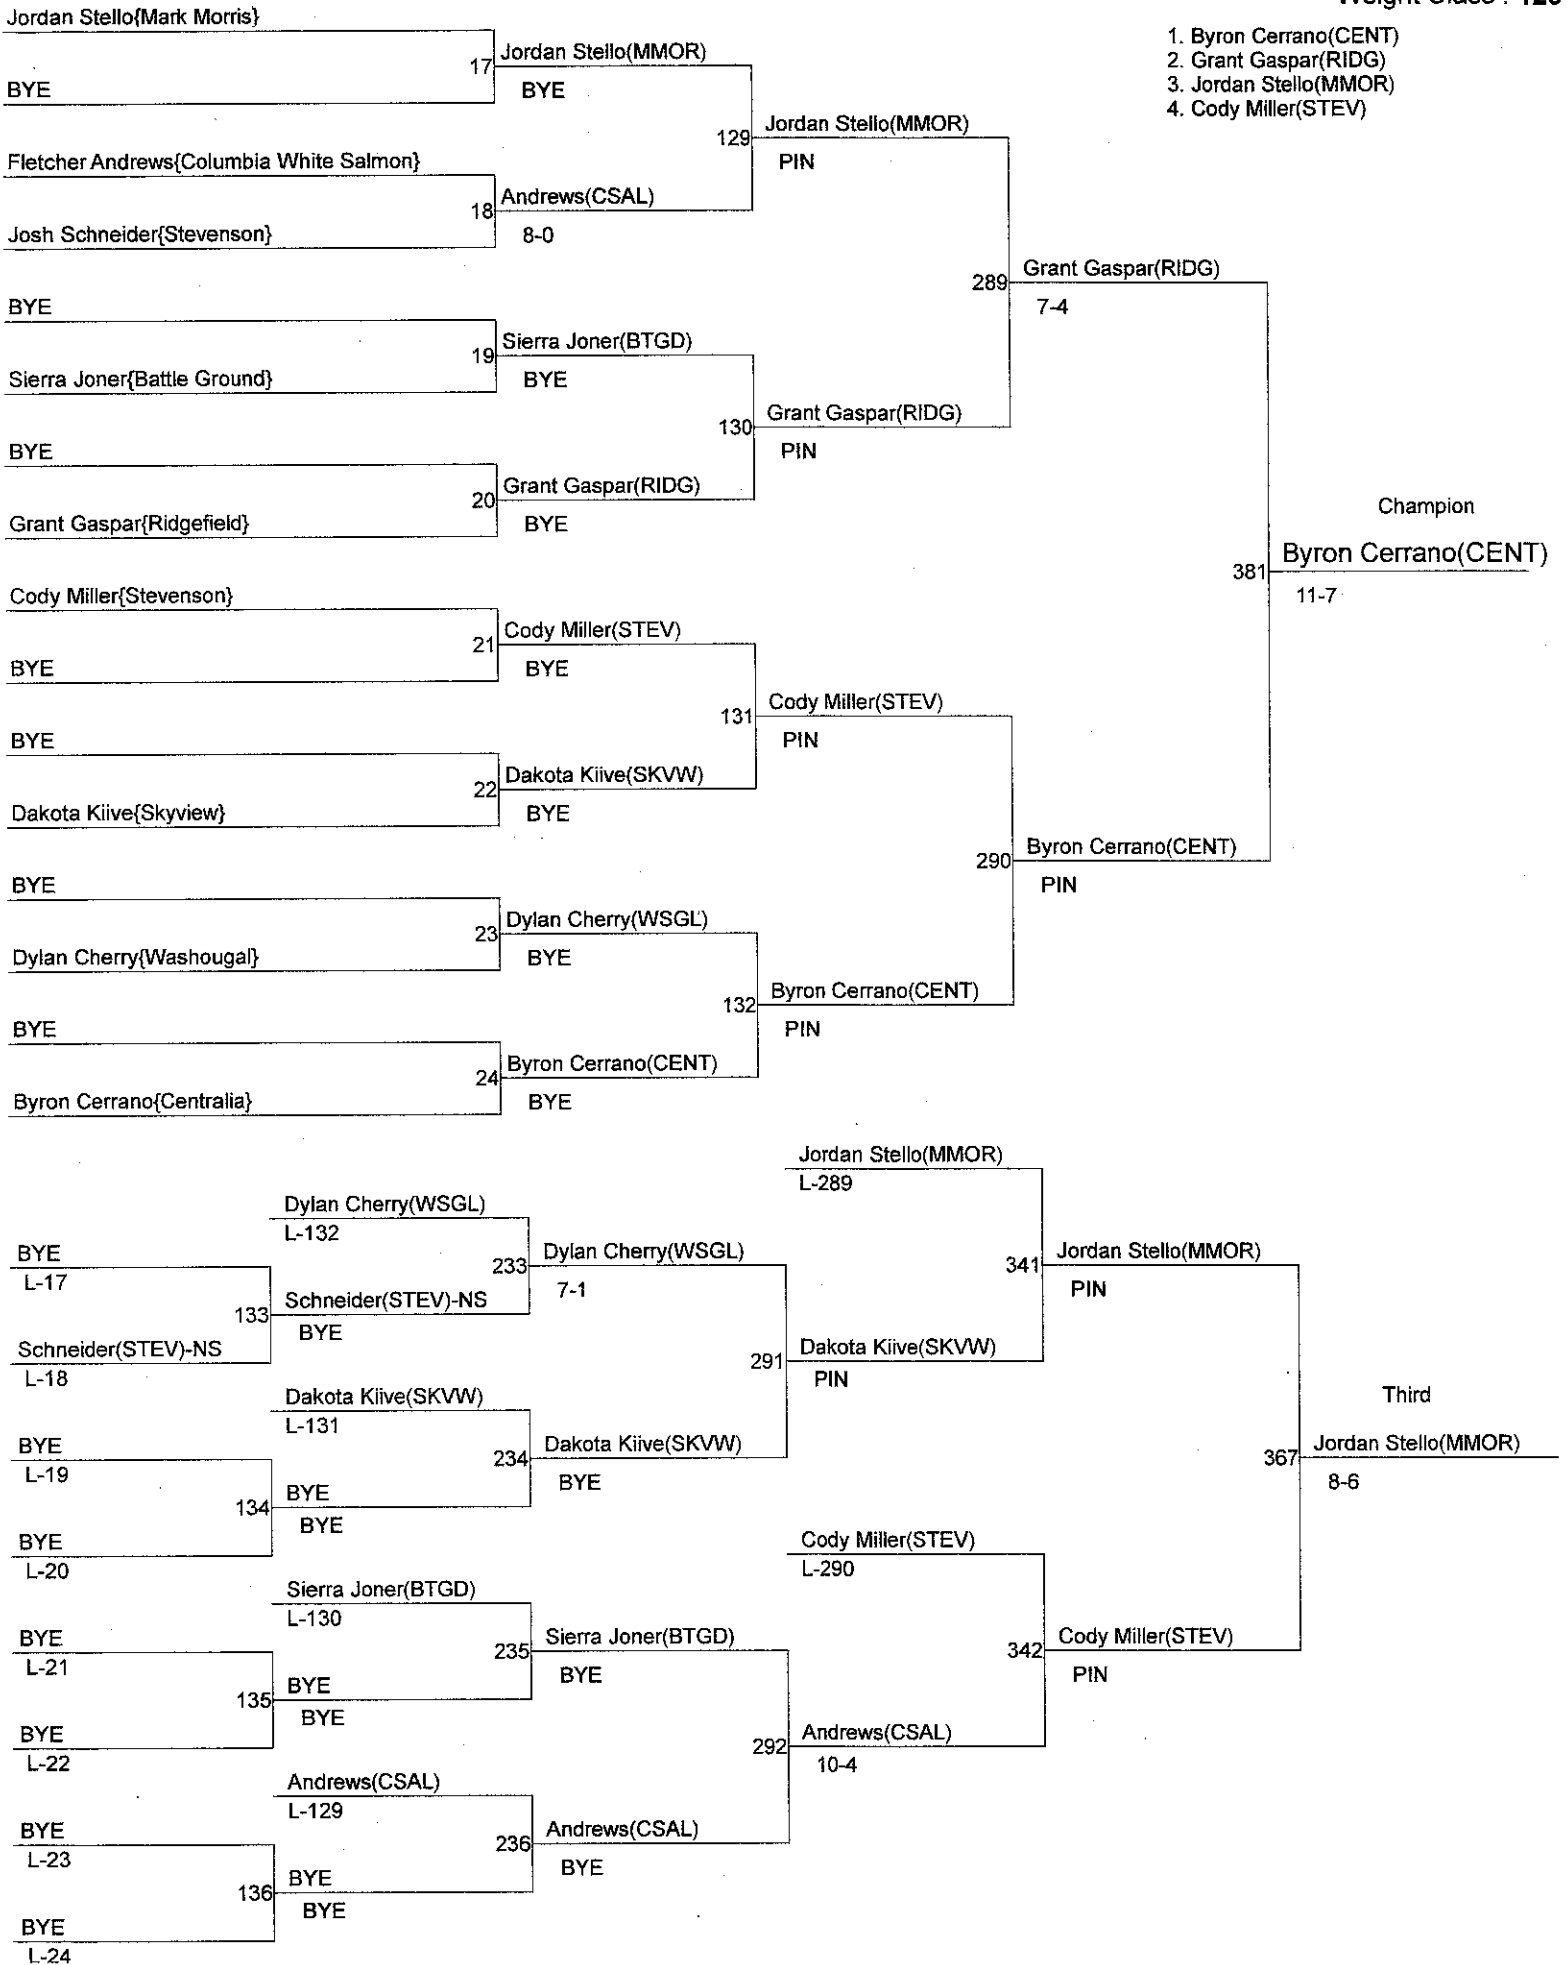 Jordan Stello{Mark Morris}
1. Byron Cerrano(CENT)
2. Grant Gaspar(RIDG)
3. Jordan Stello(MMOR)
4. Cody Miller(STEV)
17 Jordan Stello(MMOR)
BYE
BYE
129 Jordan Stello(MMOR)
PIN
Fletcher Andrews{Columbia White Salmon}
18 Andrews(CSAL)
8-0
Josh Schneider{Stevenson}
289 Grant Gaspar(RIDG)
7-4
BYE
19 Sierra Joner(BTGD)
BYE
Sierra Joner{Battle Ground}
130 Grant Gaspar(RIDG)
PIN
BYE
20 Grant Gaspar(RIDG)
BYE
Grant Gaspar{Ridgefield}
Champion
381 Byron Cerrano(CENT)
11-7
Cody Miller{Stevenson}
21 Cody Miller(STEV)
BYE
BYE
131 Cody Miller(STEV)
PIN
BYE
22 Dakota Kiive(SKVW)
BYE
Dakota Kiive{Skyview}
290 Byron Cerrano(CENT)
PIN
BYE
23 Dylan Cherry(WSGL)
BYE
Dylan Cherry{Washougal}
132 Byron Cerrano(CENT)
PIN
BYE
24 Byron Cerrano(CENT)
BYE
Byron Cerrano{Centralia}
Jordan Stello(MMOR)
L-289
Dylan Cherry(WSGL)
L-132
BYE
L-17
233 Dylan Cherry(WSGL)
7-1
341 Jordan Stello(MMOR)
PIN
133 Schneider(STEV)-NS
BYE
Schneider(STEV)-NS
L-18
291 Dakota Kiive(SKVW)
PIN
Dakota Kiive(SKVW)
L-131
Third
BYE
L-19
234 Dakota Kiive(SKVW)
BYE
367 Jordan Stello(MMOR)
8-6
134 BYE
BYE
BYE
L-20
Cody Miller(STEV)
L-290
Sierra Joner(BTGD)
L-130
BYE
L-21
235 Sierra Joner(BTGD)
BYE
342 Cody Miller(STEV)
PIN
135 BYE
BYE
BYE
L-22
292 Andrews(CSAL)
10-4
Andrews(CSAL)
L-129
BYE
L-23
236 Andrews(CSAL)
BYE
136 BYE
BYE
BYE
L-24